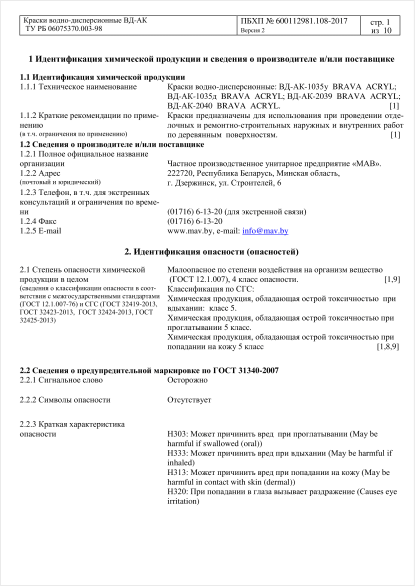 Краски водно-дисперсионные ВД-АК
ТУ РБ 06075370.003-98
ПБХП № 600112981.108-2017
Версия 2
стр. 1
из 10
1 Идентификация химической продукции и сведения о производителе и/или поставщике
1.1 Идентификация химической продукции
1.1.1 Техническое наименование
Краски водно-дисперсионные: ВД-АК-1035у BRAVA ACRYL;
ВД-АК-1035д BRAVA ACRYL; ВД-АК-2039 BRAVA ACRYL;
ВД-АК-2040 BRAVA ACRYL. [1]
1.1.2 Краткие рекомендации по приме-
нению
(в т.ч. ограничения по применению)
Краски предназначены для использования при проведении отде-
лочных и ремонтно-строительных наружных и внутренних работ
по деревянным поверхностям. [1]
1.2 Сведения о производителе и/или поставщике
1.2.1 Полное официальное название
организации
Частное производственное унитарное предприятие «МАВ».
1.2.2 Адрес
(почтовый и юридический)
222720, Республика Беларусь, Минская область,
г. Дзержинск, ул. Строителей, 6
1.2.3 Телефон, в т.ч. для экстренных
консультаций и ограничения по време-
ни
(01716) 6-13-20 (для экстренной связи)
1.2.4 Факс
(01716) 6-13-20
1.2.5 E-mail
www.mav.by, e-mail: info@mav.by
2. Идентификация опасности (опасностей)
2.1 Степень опасности химической
продукции в целом
(сведения о классификации опасности в соот-
ветствии с межгосударственными стандартами
(ГОСТ 12.1.007-76) и СГС (ГОСТ 32419-2013,
ГОСТ 32423-2013, ГОСТ 32424-2013, ГОСТ
32425-2013)
Малоопасное по степени воздействия на организм вещество
(ГОСТ 12.1.007), 4 класс опасности. [1,9]
Классификация по СГС:
Химическая продукция, обладающая острой токсичностью при
вдыхании: класс 5.
Химическая продукция, обладающая острой токсичностью при
проглатывании 5 класс.
Химическая продукция, обладающая острой токсичностью при
попадании на кожу 5 класс [1,8,9]
2.2 Сведения о предупредительной маркировке по ГОСТ 31340-2007
2.2.1 Сигнальное слово
Осторожно
2.2.2 Символы опасности
Отсутствует
2.2.3 Краткая характеристика
опасности
H303: Может причинить вред при проглатывании (May be
harmful if swallowed (oral))
H333: Может причинить вред при вдыхании (May be harmful if
inhaled)
H313: Может причинить вред при попадании на кожу (May be
harmful in contact with skin (dermal))
H320: При попадании в глаза вызывает раздражение (Causes eye
irritation)